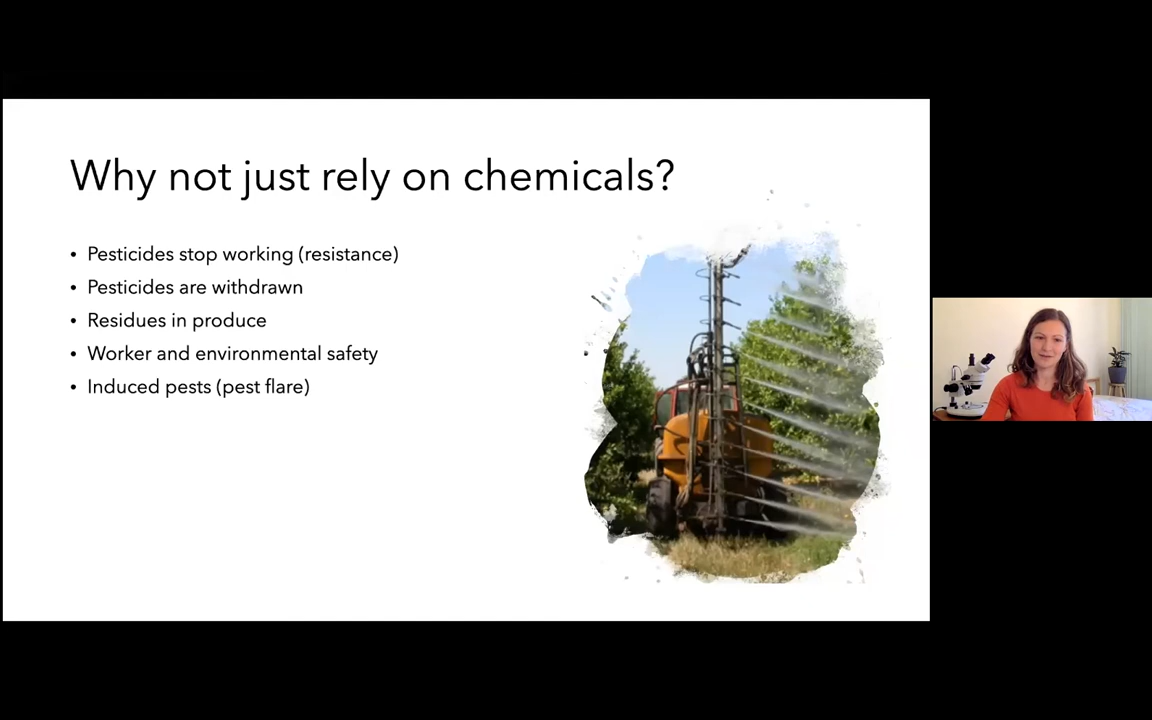 Why not just rely on chemicals?
• Pesticides stop working (resistance)
• Pesticides are withdrawn
• Residues in produce
• Worker and environmental safety
• Induced pests (pest flare)